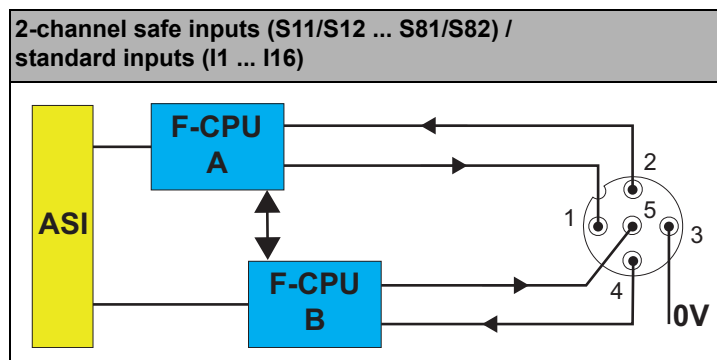 2-channel safe inputs (S11/S12 ... S81/S82) /
standard inputs (I1 ... I16)
F-CPU
A
ASI
F-CPU
B
2
1
5
3
4
0V